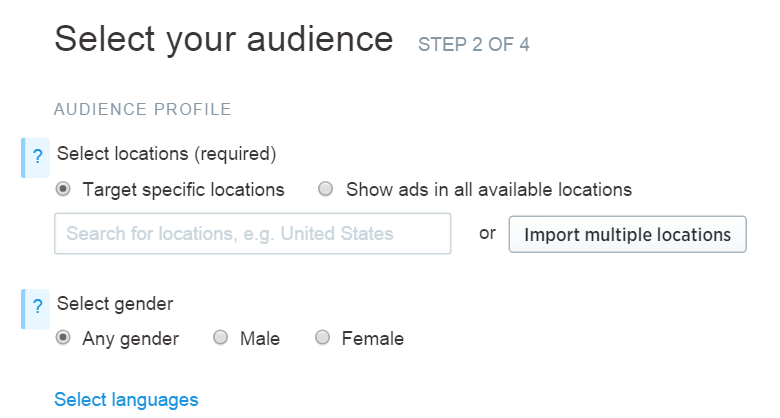 Select your audience STEP 2 OF 4
AUDIENCE PROFILE
? Select locations (required)
Target specific locations Show ads in all available locations
Search for locations, e.g. United States or Import multiple locations
? Select gender
Any gender Male Female
Select languages